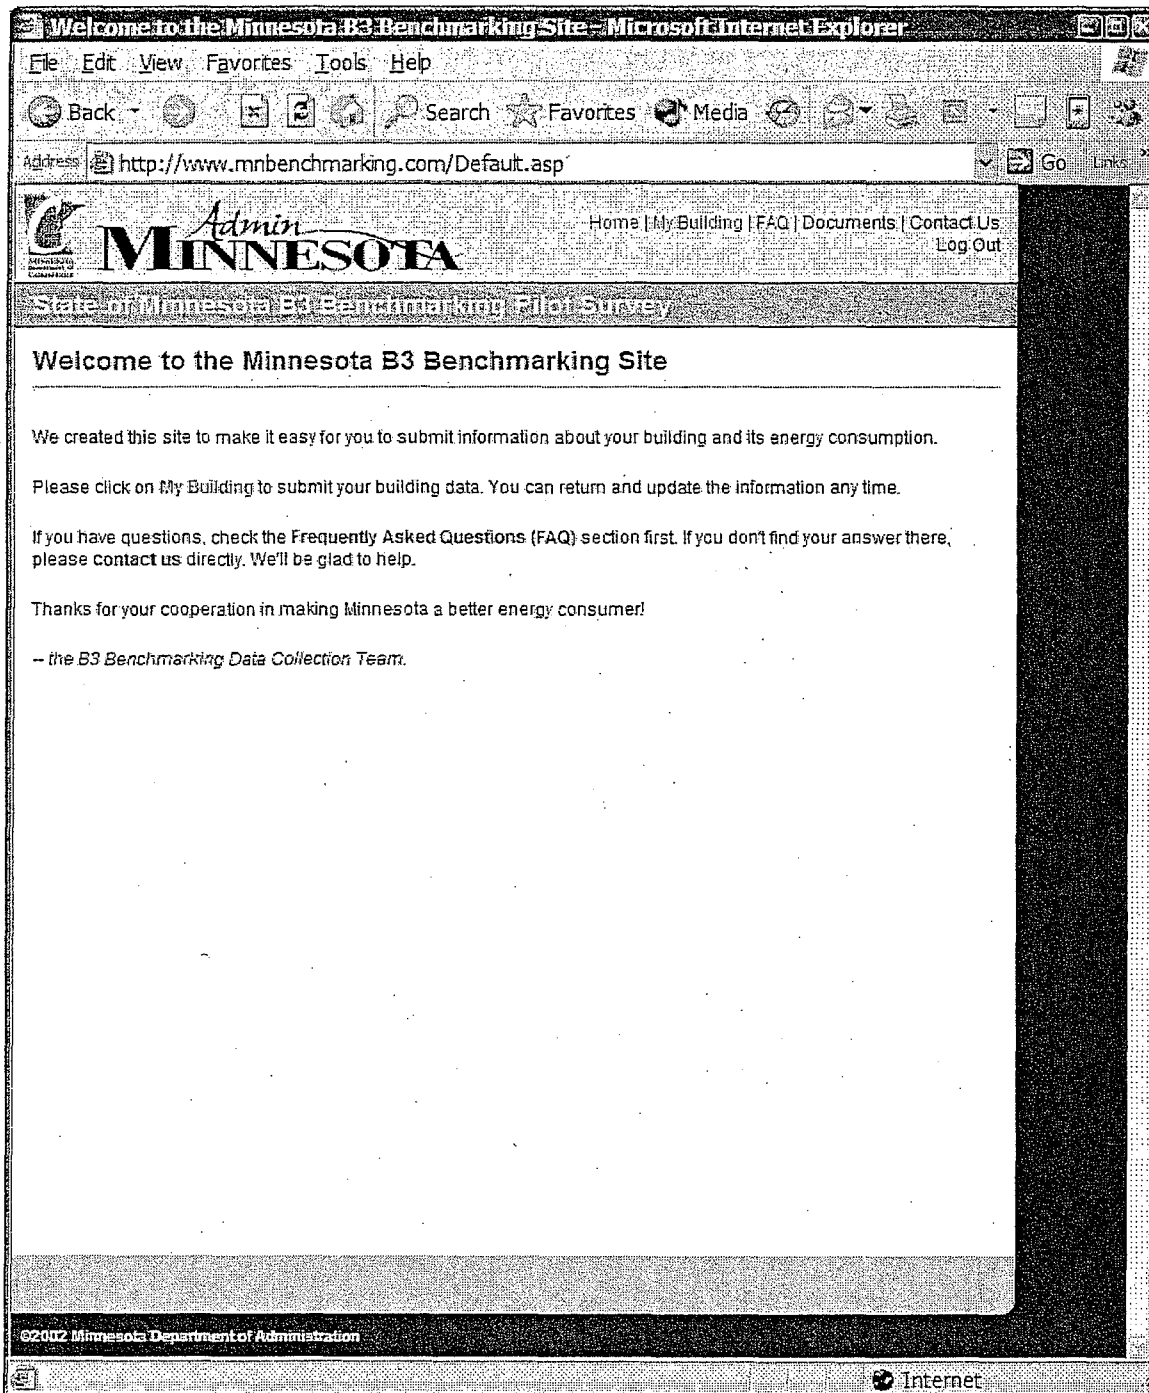 Welcome to the Minnesota B3 Benchmarking Site - Microsoft Internet Explorer
File Edit View Favorites Tools Help
Back Search Favorites Media
Address http://www.mnbenchmarking.com/Default.asp Go Links
Admin
MINNESOTA
Home | My Building | FAQ | Documents | Contact Us
Log Out
State of Minnesota B3 Benchmarking Pilot Survey
Welcome to the Minnesota B3 Benchmarking Site
We created this site to make it easy for you to submit information about your building and its energy consumption.
Please click on My Building to submit your building data. You can return and update the information any time.
If you have questions, check the Frequently Asked Questions (FAQ) section first. If you don't find your answer there,
please contact us directly. We'll be glad to help.
Thanks for your cooperation in making Minnesota a better energy consumer!
-- the B3 Benchmarking Data Collection Team.
©2002 Minnesota Department of Administration
Internet